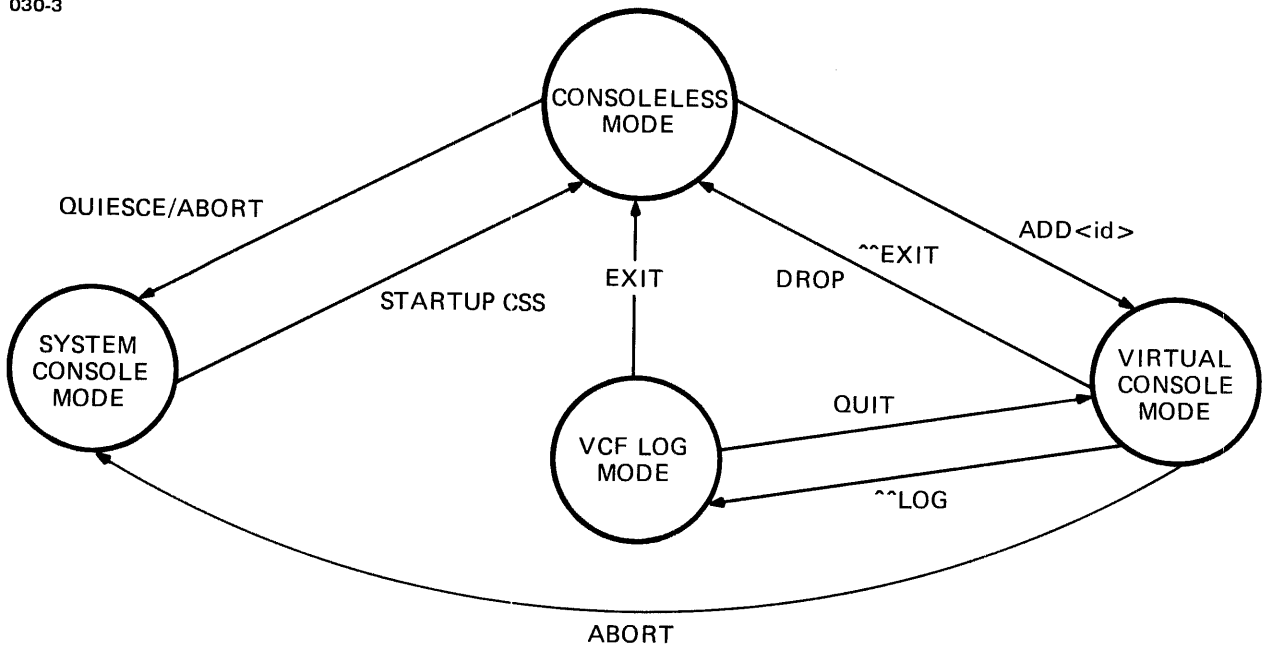 030-3
CONSOLELESS
MODE
QUIESCE/ABORT
ADD<id>
^^EXIT
DROP
EXIT
STARTUP CSS
SYSTEM
CONSOLE
MODE
VIRTUAL
CONSOLE
MODE
QUIT
VCF LOG
MODE
^^LOG
ABORT